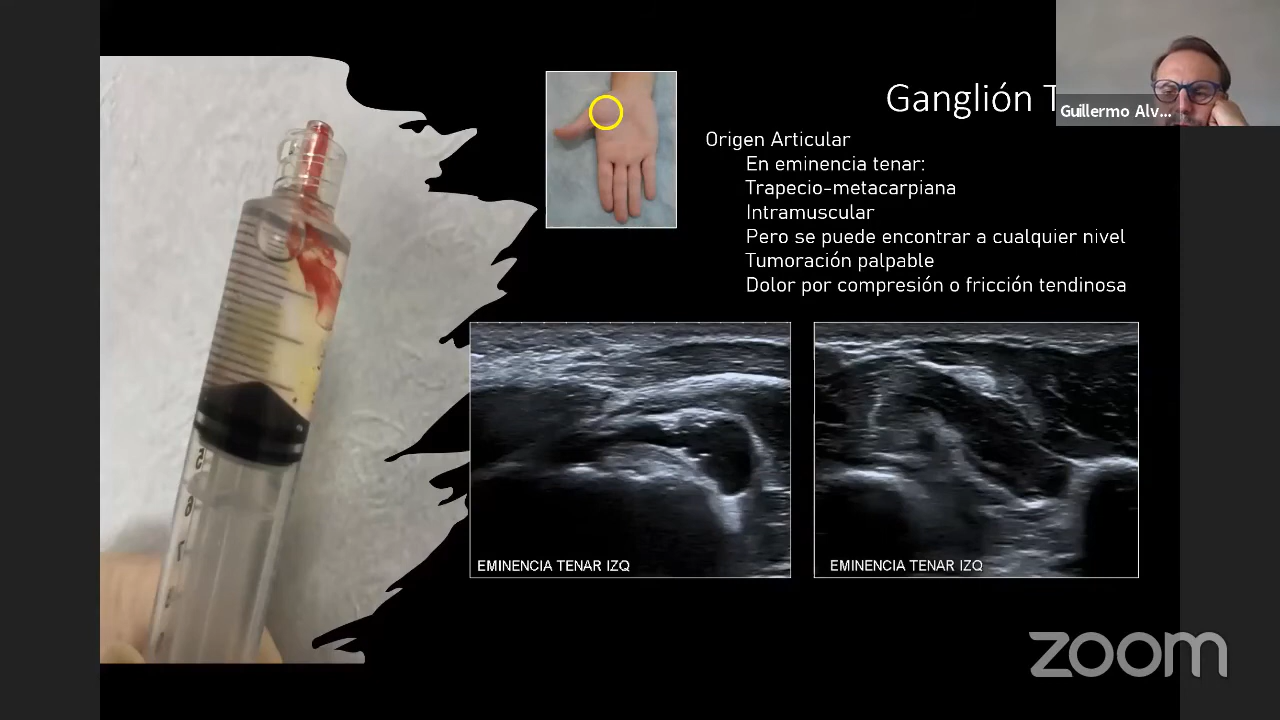 Ganglión T
Guillermo Alv...
Origen Articular
En eminencia tenar:
Trapecio-metacarpiana
Intramuscular
Pero se puede encontrar a cualquier nivel
Tumoración palpable
Dolor por compresión o fricción tendinosa
EMINENCIA TENAR IZQ
EMINENCIA TENAR IZQ
zoom